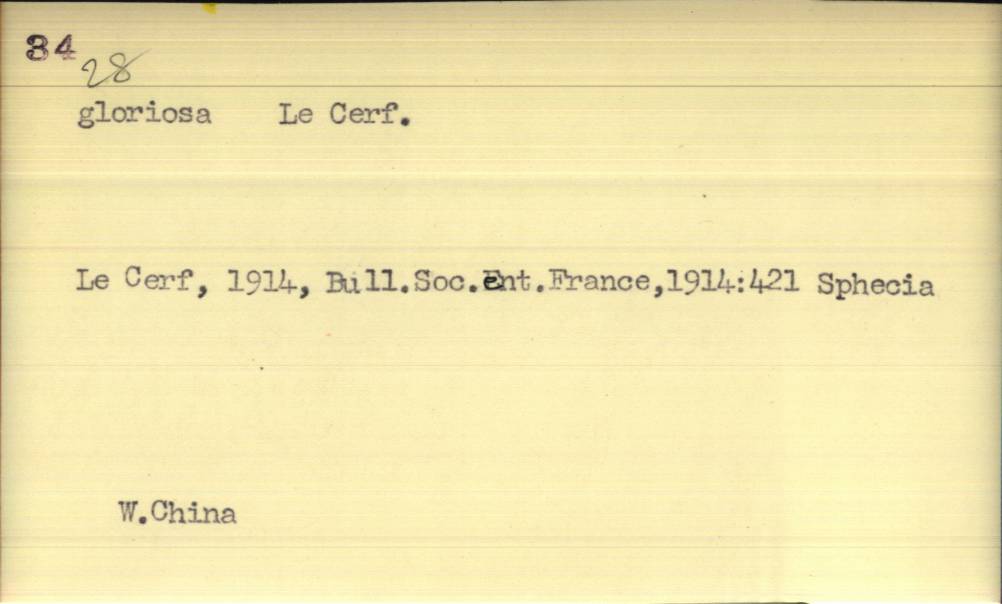 34
28
gloriosa Le Cerf.
Le Cerf, 1914, Bull.Soc.Ent.France,1914:421 Sphecia
W.China